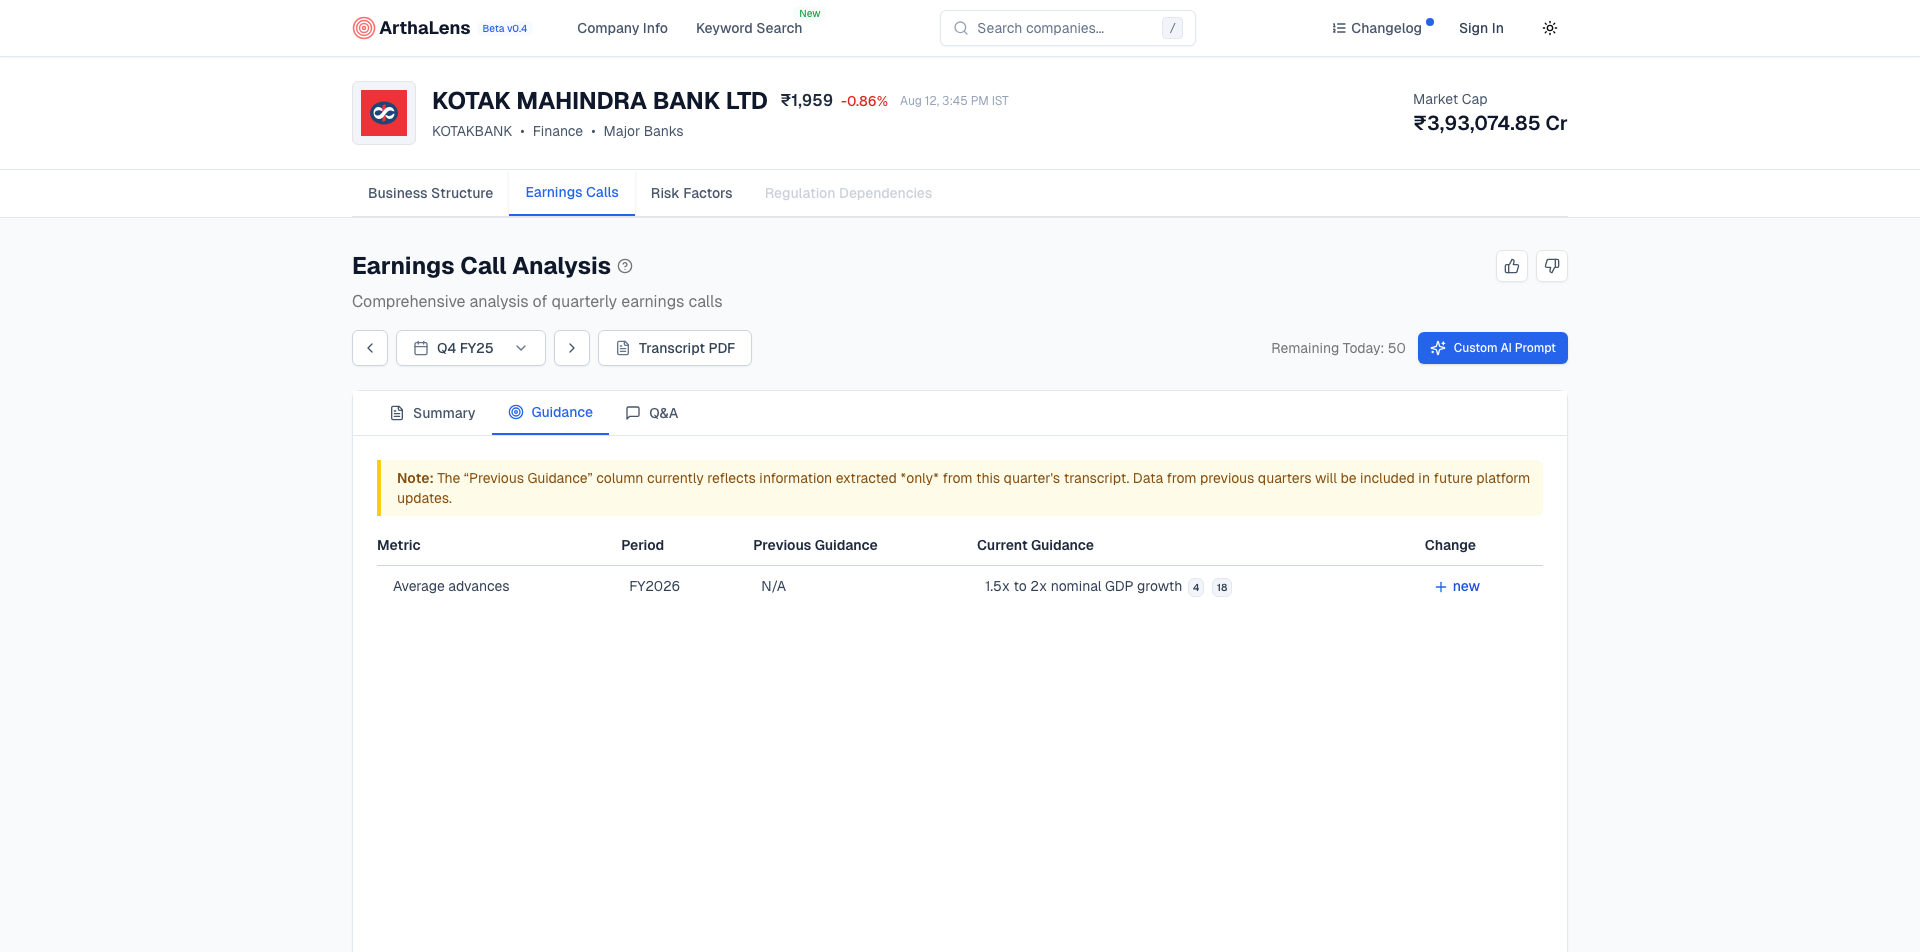 ArthaLens Beta v0.4 Company Info Keyword Search New Search companies... / Changelog Sign In
KOTAK MAHINDRA BANK LTD ₹1,959 -0.86% Aug 12, 3:45 PM IST
KOTAKBANK • Finance • Major Banks
Market Cap
₹3,93,074.85 Cr
Business Structure Earnings Calls Risk Factors Regulation Dependencies
Earnings Call Analysis
Comprehensive analysis of quarterly earnings calls
Q4 FY25 Transcript PDF Remaining Today: 50 Custom AI Prompt
Summary Guidance Q&A
Note: The “Previous Guidance” column currently reflects information extracted *only* from this quarter's transcript. Data from previous quarters will be included in future platform
updates.
Metric Period Previous Guidance Current Guidance Change
Average advances FY2026 N/A 1.5x to 2x nominal GDP growth 4 18 + new